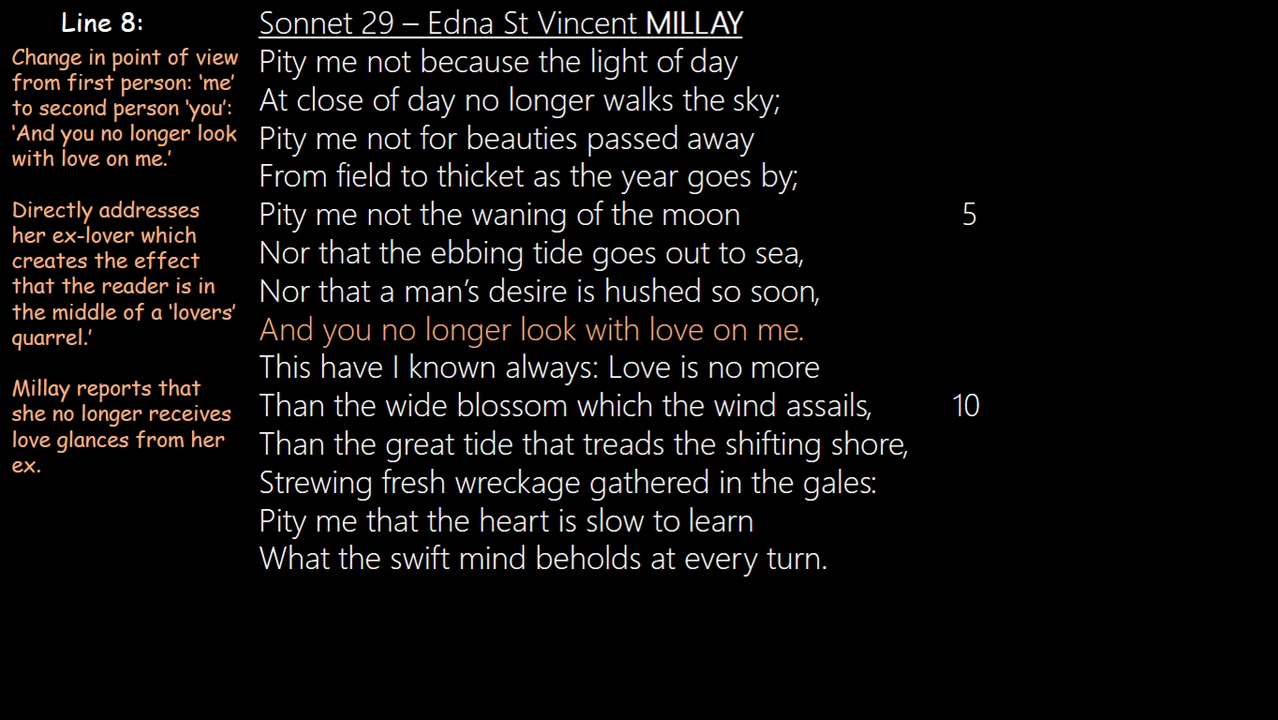 Line 8:
Change in point of view
from first person: ‘me’
to second person ‘you’:
‘And you no longer look
with love on me.’
Directly addresses
her ex-lover which
creates the effect
that the reader is in
the middle of a ‘lovers’
quarrel.’
Millay reports that
she no longer receives
love glances from her
ex.
Sonnet 29 – Edna St Vincent MILLAY
Pity me not because the light of day
At close of day no longer walks the sky;
Pity me not for beauties passed away
From field to thicket as the year goes by;
Pity me not the waning of the moon 5
Nor that the ebbing tide goes out to sea,
Nor that a man’s desire is hushed so soon,
And you no longer look with love on me.
This have I known always: Love is no more
Than the wide blossom which the wind assails, 10
Than the great tide that treads the shifting shore,
Strewing fresh wreckage gathered in the gales:
Pity me that the heart is slow to learn
What the swift mind beholds at every turn.